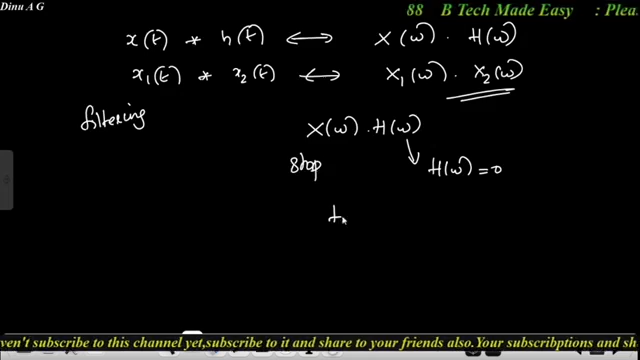 Dinu A G
88 B Tech Made Easy : Plea
x(t) * h(t) ⟷ X(ω) · H(ω)
x₁(t) * x₂(t) ⟷ X₁(ω) · X₂(ω)
filtering
X(ω) · H(ω)
stop
H(ω) = 0
ven't subscribe to this channel yet,subscribe to it and share to your friends also.Your subscribptions and sh